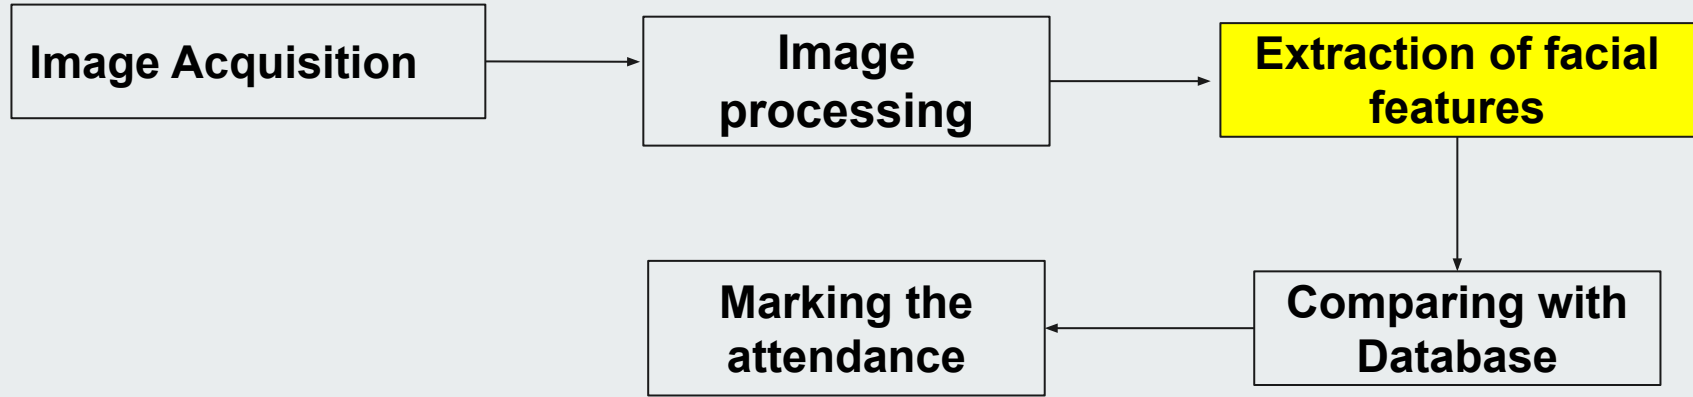 Image Acquisition
Image
processing
Extraction of facial
features
Comparing with
Database
Marking the
attendance